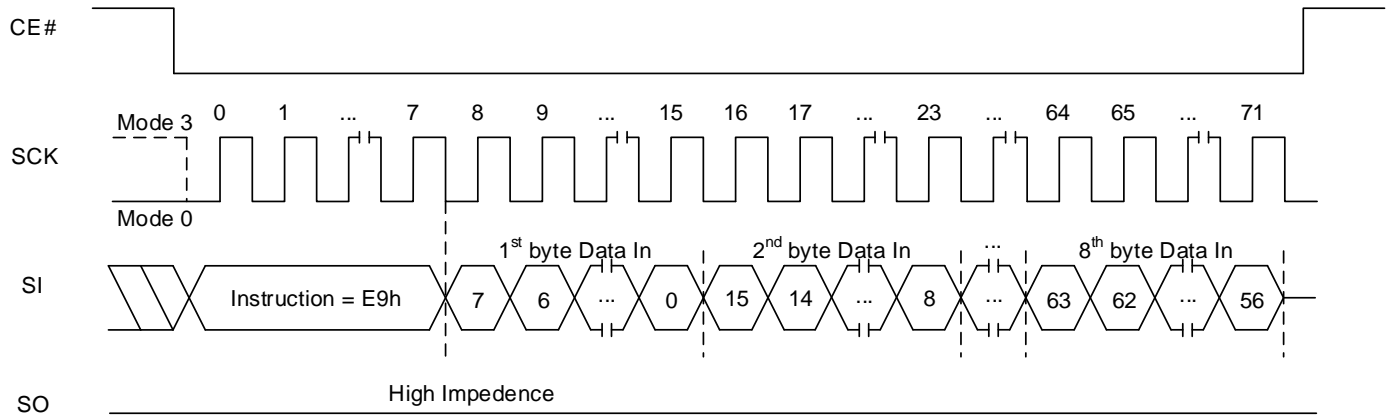 CE#
0 1 ... 7 8 9 ... 15 16 17 ... 23 ... 64 65 ... 71
Mode 3
SCK
Mode 0
1st byte Data In 2nd byte Data In ... 8th byte Data In
SI
Instruction = E9h 7 6 ... 0 15 14 ... 8 ... 63 62 ... 56
High Impedence
SO